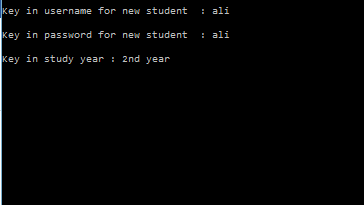 Key in username for new student  : ali
Key in password for new student  : ali
Key in study year : 2nd year